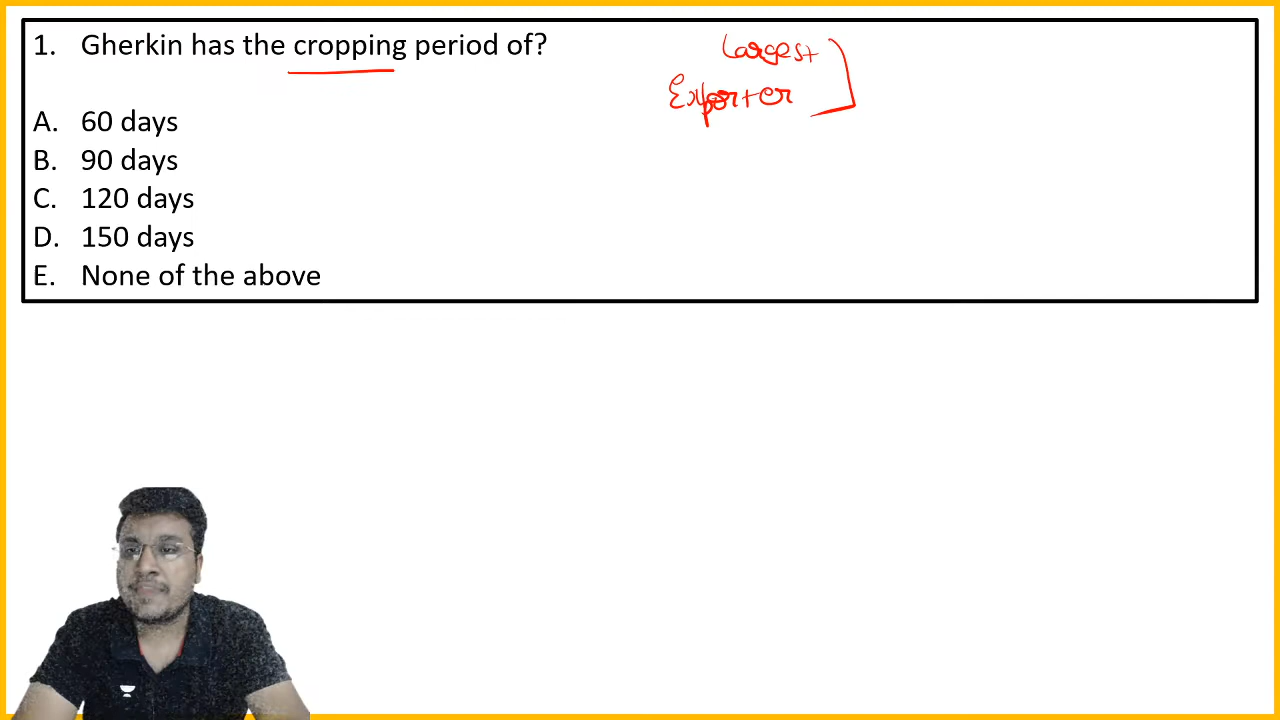 1. Gherkin has the cropping period of?
Largest
Exporter
A. 60 days
B. 90 days
C. 120 days
D. 150 days
E. None of the above